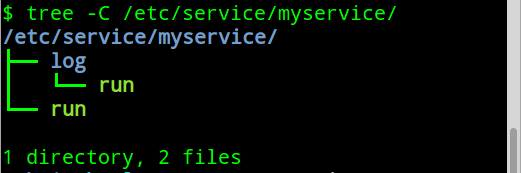 $ tree -C /etc/service/myservice/
/etc/service/myservice/
├── log
│   └── run
└── run
1 directory, 2 files